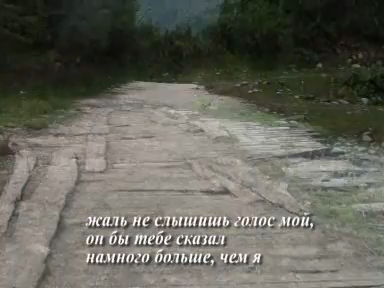 жаль не слышишь голос мой,
он бы тебе сказал
намного больше, чем я